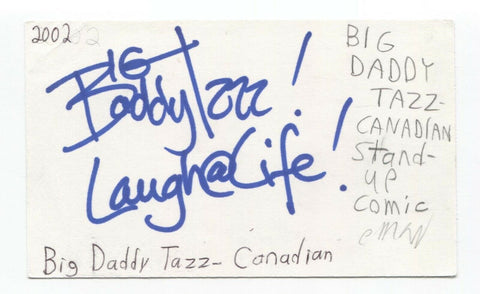 2002
BIG
Daddy Tazz!
Laugh@Life!
BIG
DADDY
TAZZ-
CANADIAN
Stand-
UP
Comic
Big Daddy Tazz- Canadian